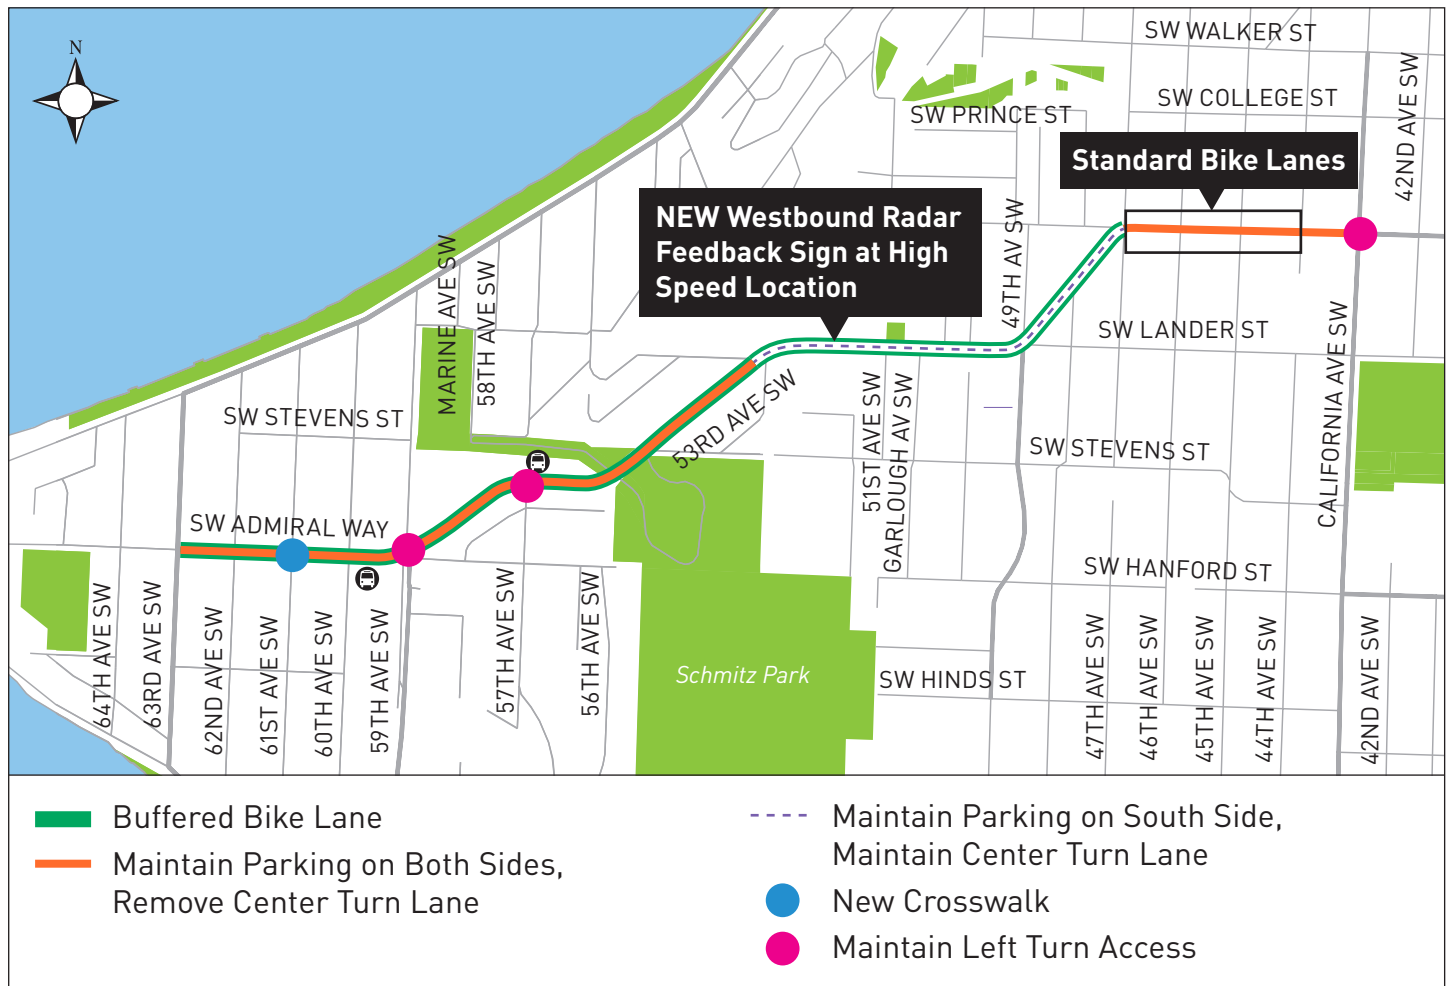 N
SW WALKER ST
42ND AVE SW
SW COLLEGE ST
SW PRINCE ST
Standard Bike Lanes
NEW Westbound Radar
Feedback Sign at High
Speed Location
49TH AV SW
MARINE AVE SW
58TH AVE SW
SW LANDER ST
CALIFORNIA AVE SW
SW STEVENS ST
53RD AVE SW
51ST AVE SW
GARLOUGH AV SW
SW STEVENS ST
SW ADMIRAL WAY
SW HANFORD ST
64TH AVE SW
63RD AVE SW
62ND AVE SW
61ST AVE SW
60TH AVE SW
59TH AVE SW
57TH AVE SW
56TH AVE SW
Schmitz Park
SW HINDS ST
47TH AVE SW
46TH AVE SW
45TH AVE SW
44TH AVE SW
42ND AVE SW
Buffered Bike Lane
Maintain Parking on Both Sides,
Remove Center Turn Lane
Maintain Parking on South Side,
Maintain Center Turn Lane
New Crosswalk
Maintain Left Turn Access